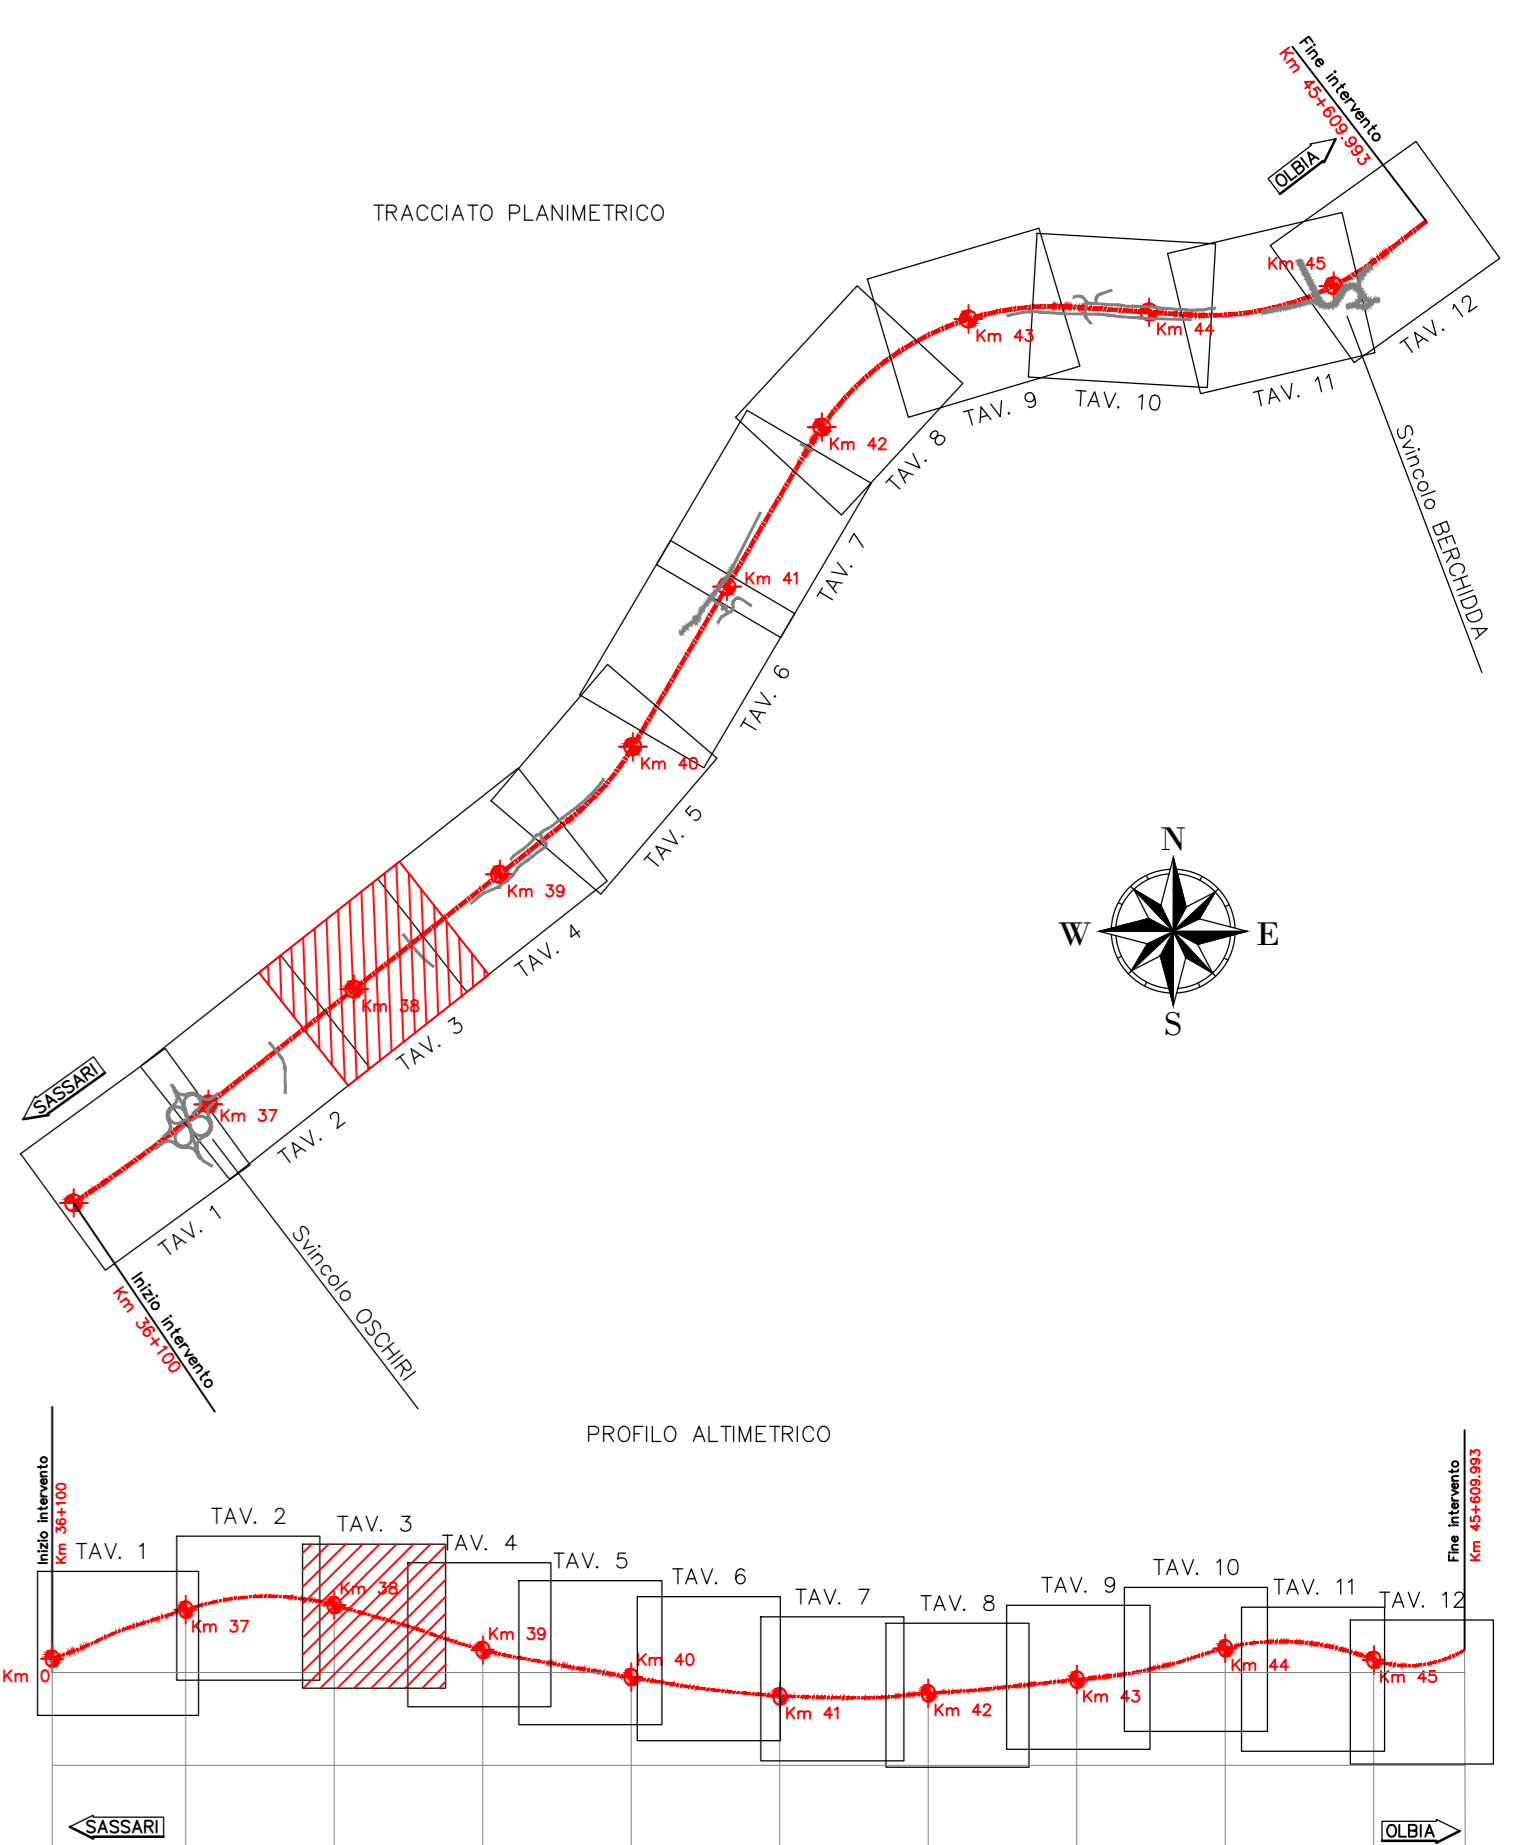 Fine intervento
Km 45+609.993
OLBIA
TRACCIATO PLANIMETRICO
Km 45
TAV. 12
Km 43
Km 44
TAV. 11
TAV. 10
TAV. 9
Km 42
TAV. 8
Svincolo BERCHIDDA
TAV. 7
Km 41
TAV. 6
Km 40
TAV. 5
Km 39
TAV. 4
N
W
E
S
Km 38
TAV. 3
SASSARI
Km 37
TAV. 2
TAV. 1
Svincolo OSCHIRI
Inizio intervento
Km 36+100
PROFILO ALTIMETRICO
Inizio intervento
Km 36+100
Fine intervento
Km 45+609.993
TAV. 1
TAV. 2
TAV. 3
TAV. 4
TAV. 5
TAV. 6
TAV. 7
TAV. 8
TAV. 9
TAV. 10
TAV. 11
TAV. 12
Km 0
Km 37
Km 38
Km 39
Km 40
Km 41
Km 42
Km 43
Km 44
Km 45
SASSARI
OLBIA